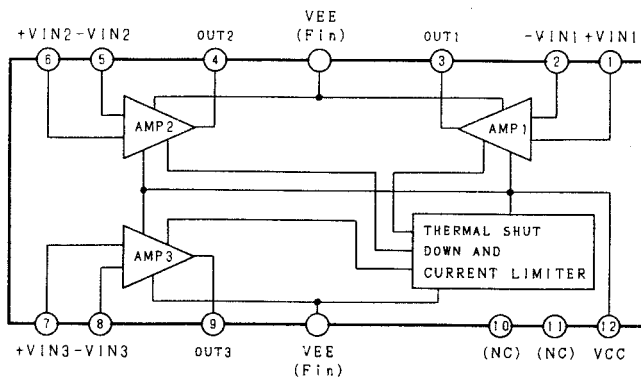 +VIN2 -VIN2 OUT2 VEE (Fin) OUT1 -VIN1 +VIN1
6 5 4 3 2 1
AMP2 AMP1
AMP3
THERMAL SHUT
DOWN AND
CURRENT LIMITER
7 8 9 10 11 12
+VIN3 -VIN3 OUT3 VEE (Fin) (NC) (NC) VCC